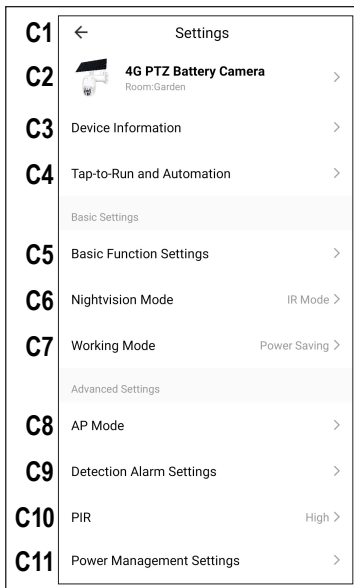 C1 Settings
C2 4G PTZ Battery Camera
Room:Garden
C3 Device Information
C4 Tap-to-Run and Automation
Basic Settings
C5 Basic Function Settings
C6 Nightvision Mode IR Mode
C7 Working Mode Power Saving
Advanced Settings
C8 AP Mode
C9 Detection Alarm Settings
C10 PIR High
C11 Power Management Settings